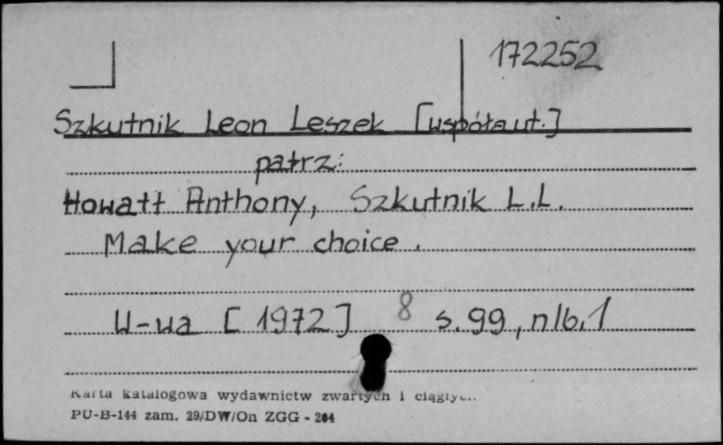 172252
Szkutnik Leon Leszek [współaut.]
patrz:
Howatt Anthony, Szkutnik L.L.
Make your choice.
W-wa [1972] 8 s. 99, nlb. 1
Karta katalogowa wydawnictw zwartych i ciągłyc..
PU-B-144 zam. 29/DW/On ZGG - 204